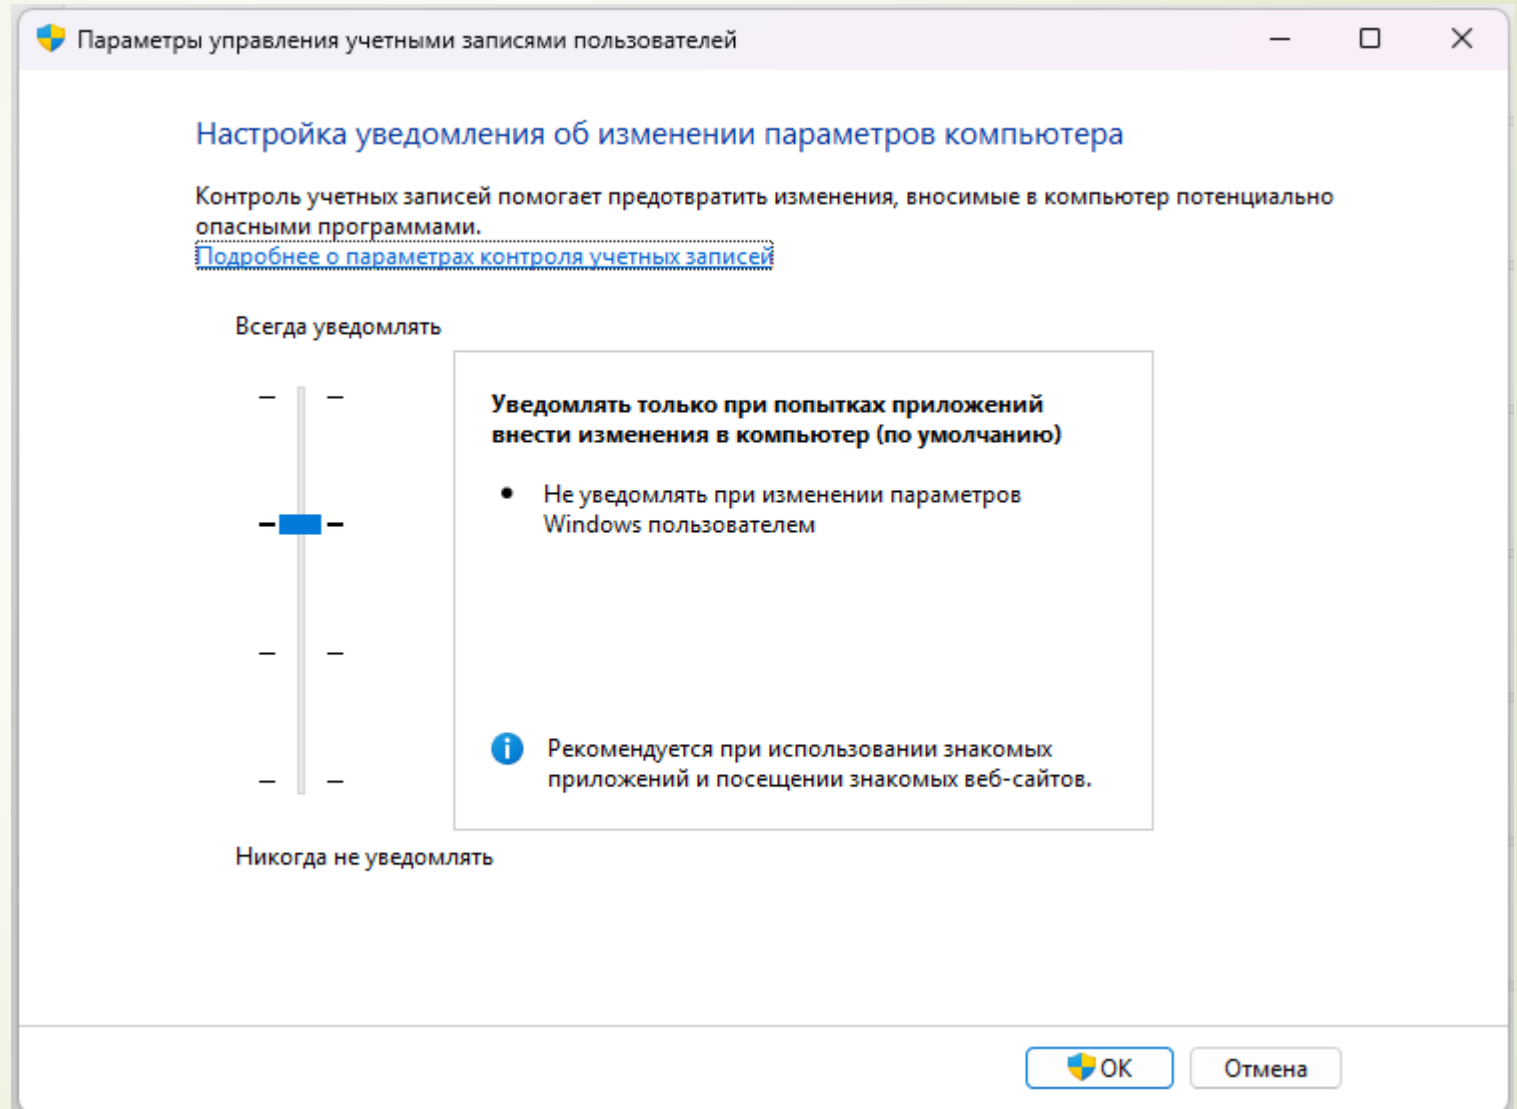 Параметры управления учетными записями пользователей
Настройка уведомления об изменении параметров компьютера
Контроль учетных записей помогает предотвратить изменения, вносимые в компьютер потенциально
опасными программами.
Подробнее о параметрах контроля учетных записей
Всегда уведомлять
Уведомлять только при попытках приложений
внести изменения в компьютер (по умолчанию)
• Не уведомлять при изменении параметров
Windows пользователем
Рекомендуется при использовании знакомых
приложений и посещении знакомых веб-сайтов.
Никогда не уведомлять
ОК
Отмена